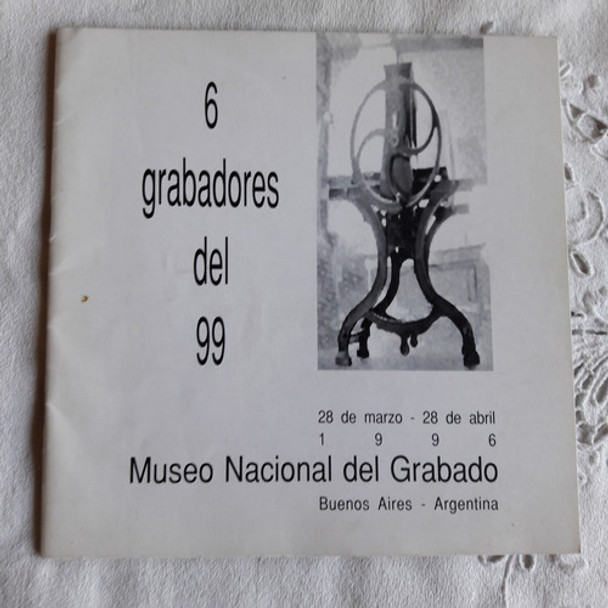 6
grabadores
del
99
28 de marzo - 28 de abril
1 9 9 6
Museo Nacional del Grabado
Buenos Aires - Argentina